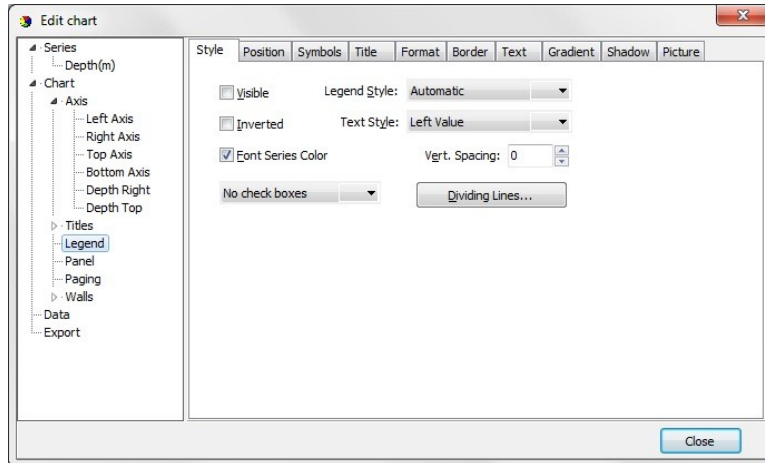 Edit chart
Series
Depth(m)
Chart
Axis
Left Axis
Right Axis
Top Axis
Bottom Axis
Depth Right
Depth Top
Titles
Legend
Panel
Paging
Walls
Data
Export
Style Position Symbols Title Format Border Text Gradient Shadow Picture
Visible Legend Style: Automatic
Inverted Text Style: Left Value
Font Series Color Vert. Spacing: 0
No check boxes Dividing Lines...
Close